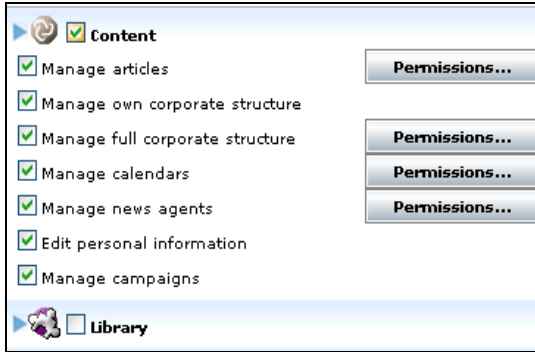 Content
Manage articles Permissions...
Manage own corporate structure
Manage full corporate structure Permissions...
Manage calendars Permissions...
Manage news agents Permissions...
Edit personal information
Manage campaigns
Library